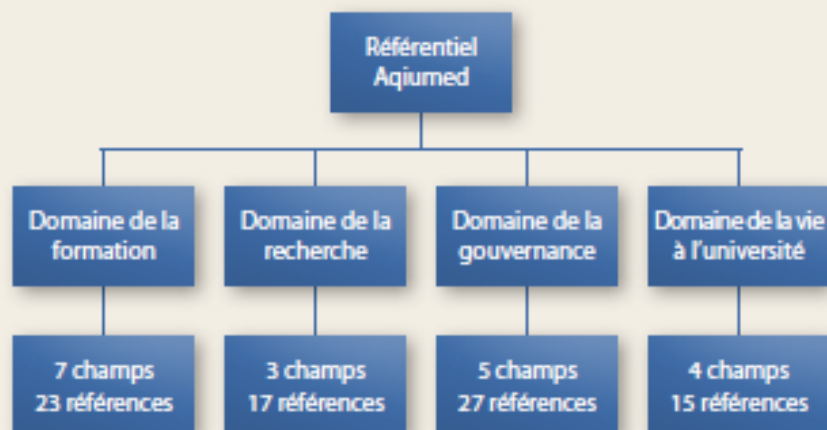 Référentiel
Aqiumed
Domaine de la
formation
Domaine de la
recherche
Domaine de la
gouvernance
Domaine de la vie
à l'université
7 champs
23 références
3 champs
17 références
5 champs
27 références
4 champs
15 références